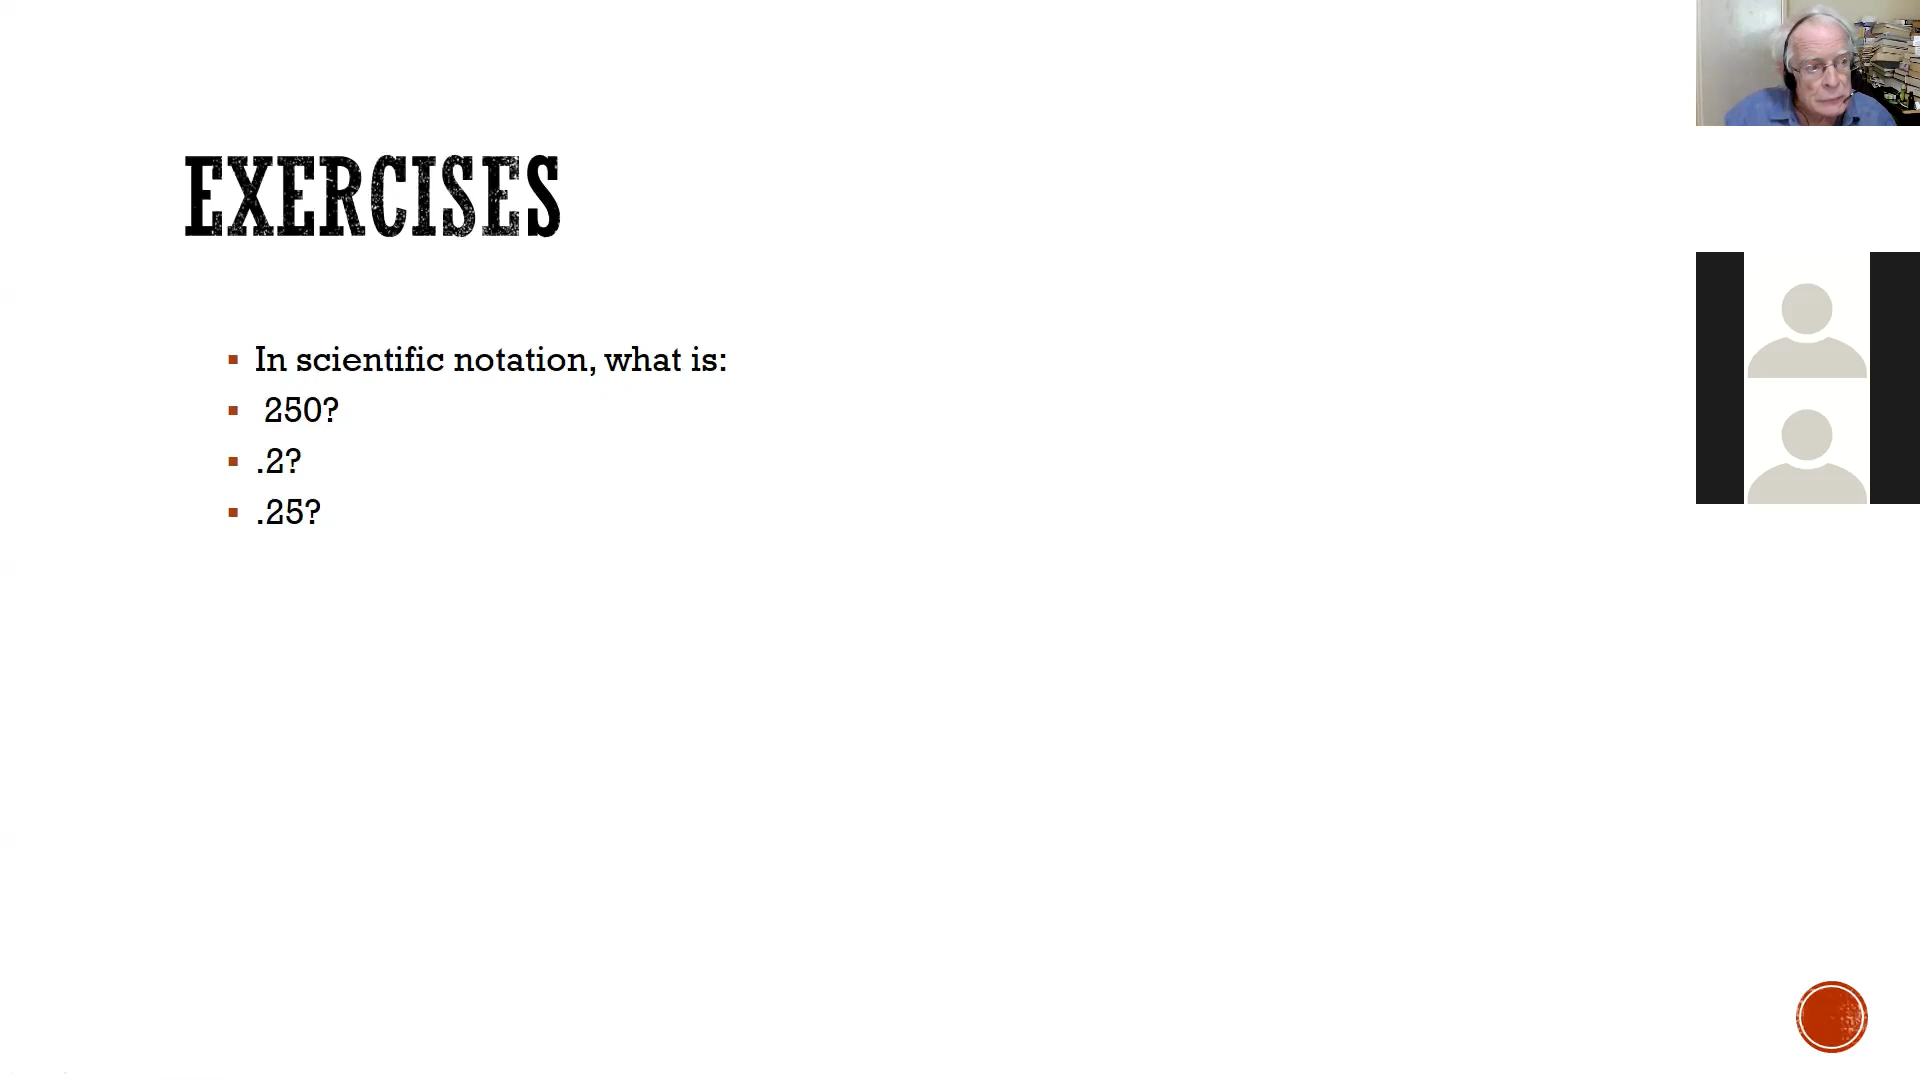 EXERCISES
In scientific notation, what is:
250?
.2?
.25?